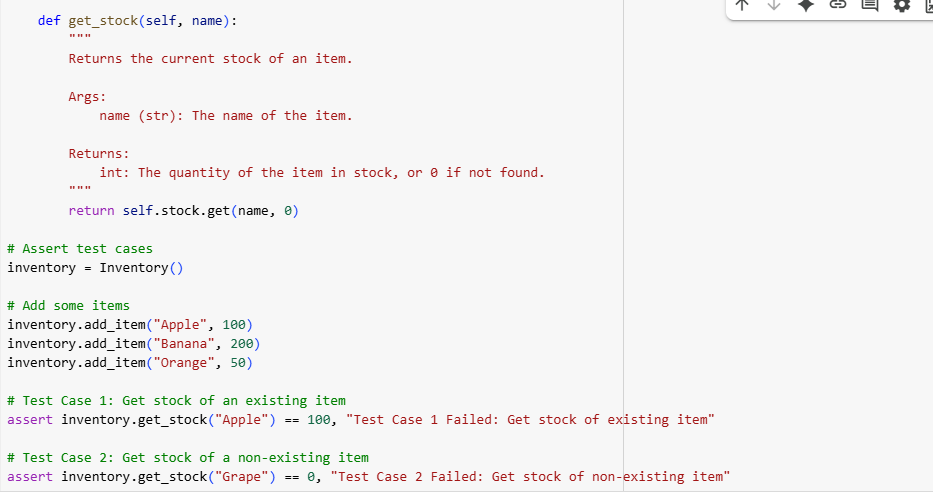 def get_stock(self, name):
        """
        Returns the current stock of an item.

        Args:
            name (str): The name of the item.

        Returns:
            int: The quantity of the item in stock, or 0 if not found.
        """
        return self.stock.get(name, 0)

# Assert test cases
inventory = Inventory()

# Add some items
inventory.add_item("Apple", 100)
inventory.add_item("Banana", 200)
inventory.add_item("Orange", 50)

# Test Case 1: Get stock of an existing item
assert inventory.get_stock("Apple") == 100, "Test Case 1 Failed: Get stock of existing item"

# Test Case 2: Get stock of a non-existing item
assert inventory.get_stock("Grape") == 0, "Test Case 2 Failed: Get stock of non-existing item"